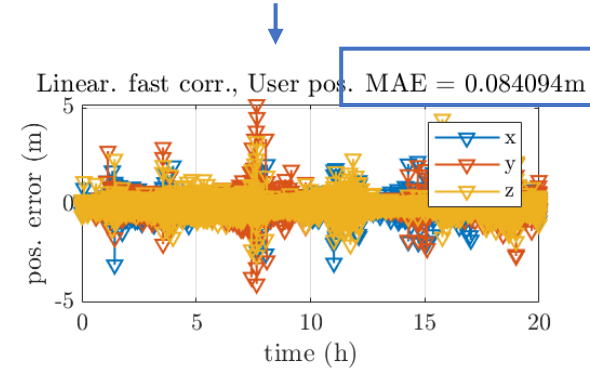 Linear. fast corr., User pos. MAE = 0.084094m
pos. error (m)
5
0
-5
x
y
z
0 5 10 15 20
time (h)